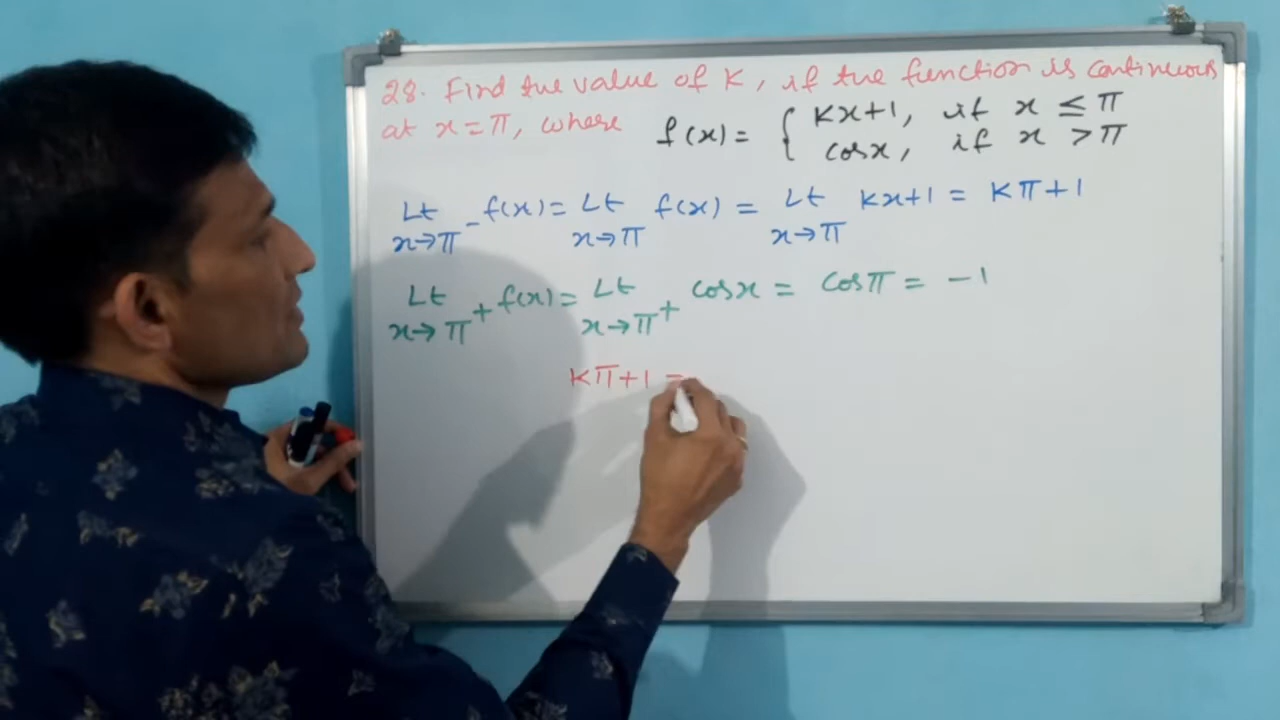 28. Find the value of K, if the function is continuous
at x = π, where f(x) = { kx+1, if x ≤ π
cosx, if x > π
Lt x→π⁻ f(x) = Lt x→π f(x) = Lt x→π kx+1 = Kπ+1
Lt x→π⁺ f(x) = Lt x→π⁺ cosx = cosπ = -1
Kπ+1 =